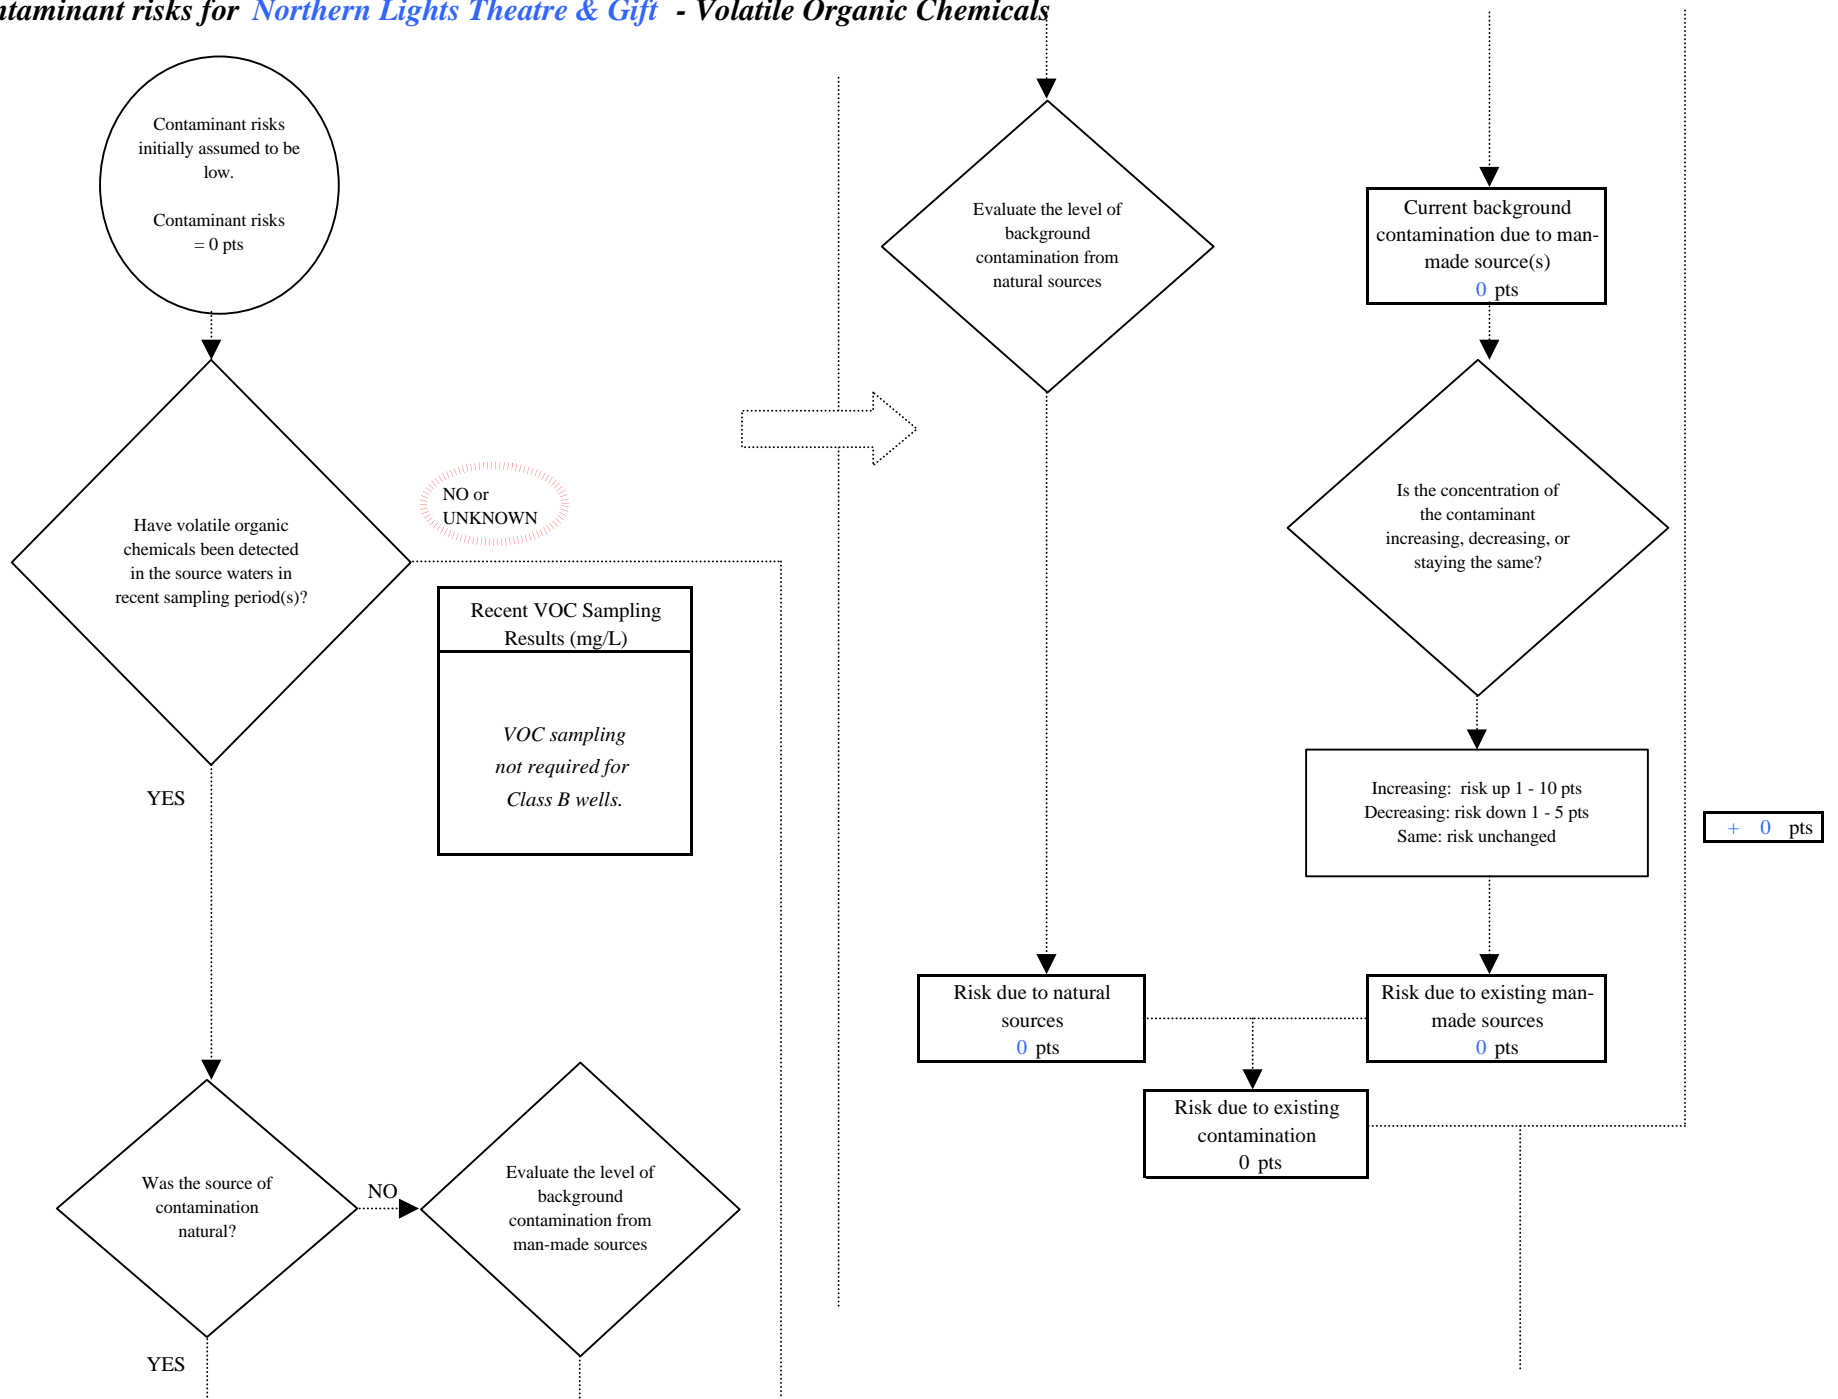 ntaminant risks for Northern Lights Theatre & Gift - Volatile Organic Chemicals
Contaminant risks
initially assumed to be
low.
Contaminant risks
= 0 pts
Have volatile organic
chemicals been detected
in the source waters in
recent sampling period(s)?
NO or
UNKNOWN
Recent VOC Sampling
Results (mg/L)
VOC sampling
not required for
Class B wells.
YES
Was the source of
contamination
natural?
NO
Evaluate the level of
background
contamination from
man-made sources
YES
Evaluate the level of
background
contamination from
natural sources
Current background
contamination due to man-
made source(s)
0 pts
Is the concentration of
the contaminant
increasing, decreasing, or
staying the same?
Increasing: risk up 1 - 10 pts
Decreasing: risk down 1 - 5 pts
Same: risk unchanged
+ 0 pts
Risk due to natural
sources
0 pts
Risk due to existing man-
made sources
0 pts
Risk due to existing
contamination
0 pts